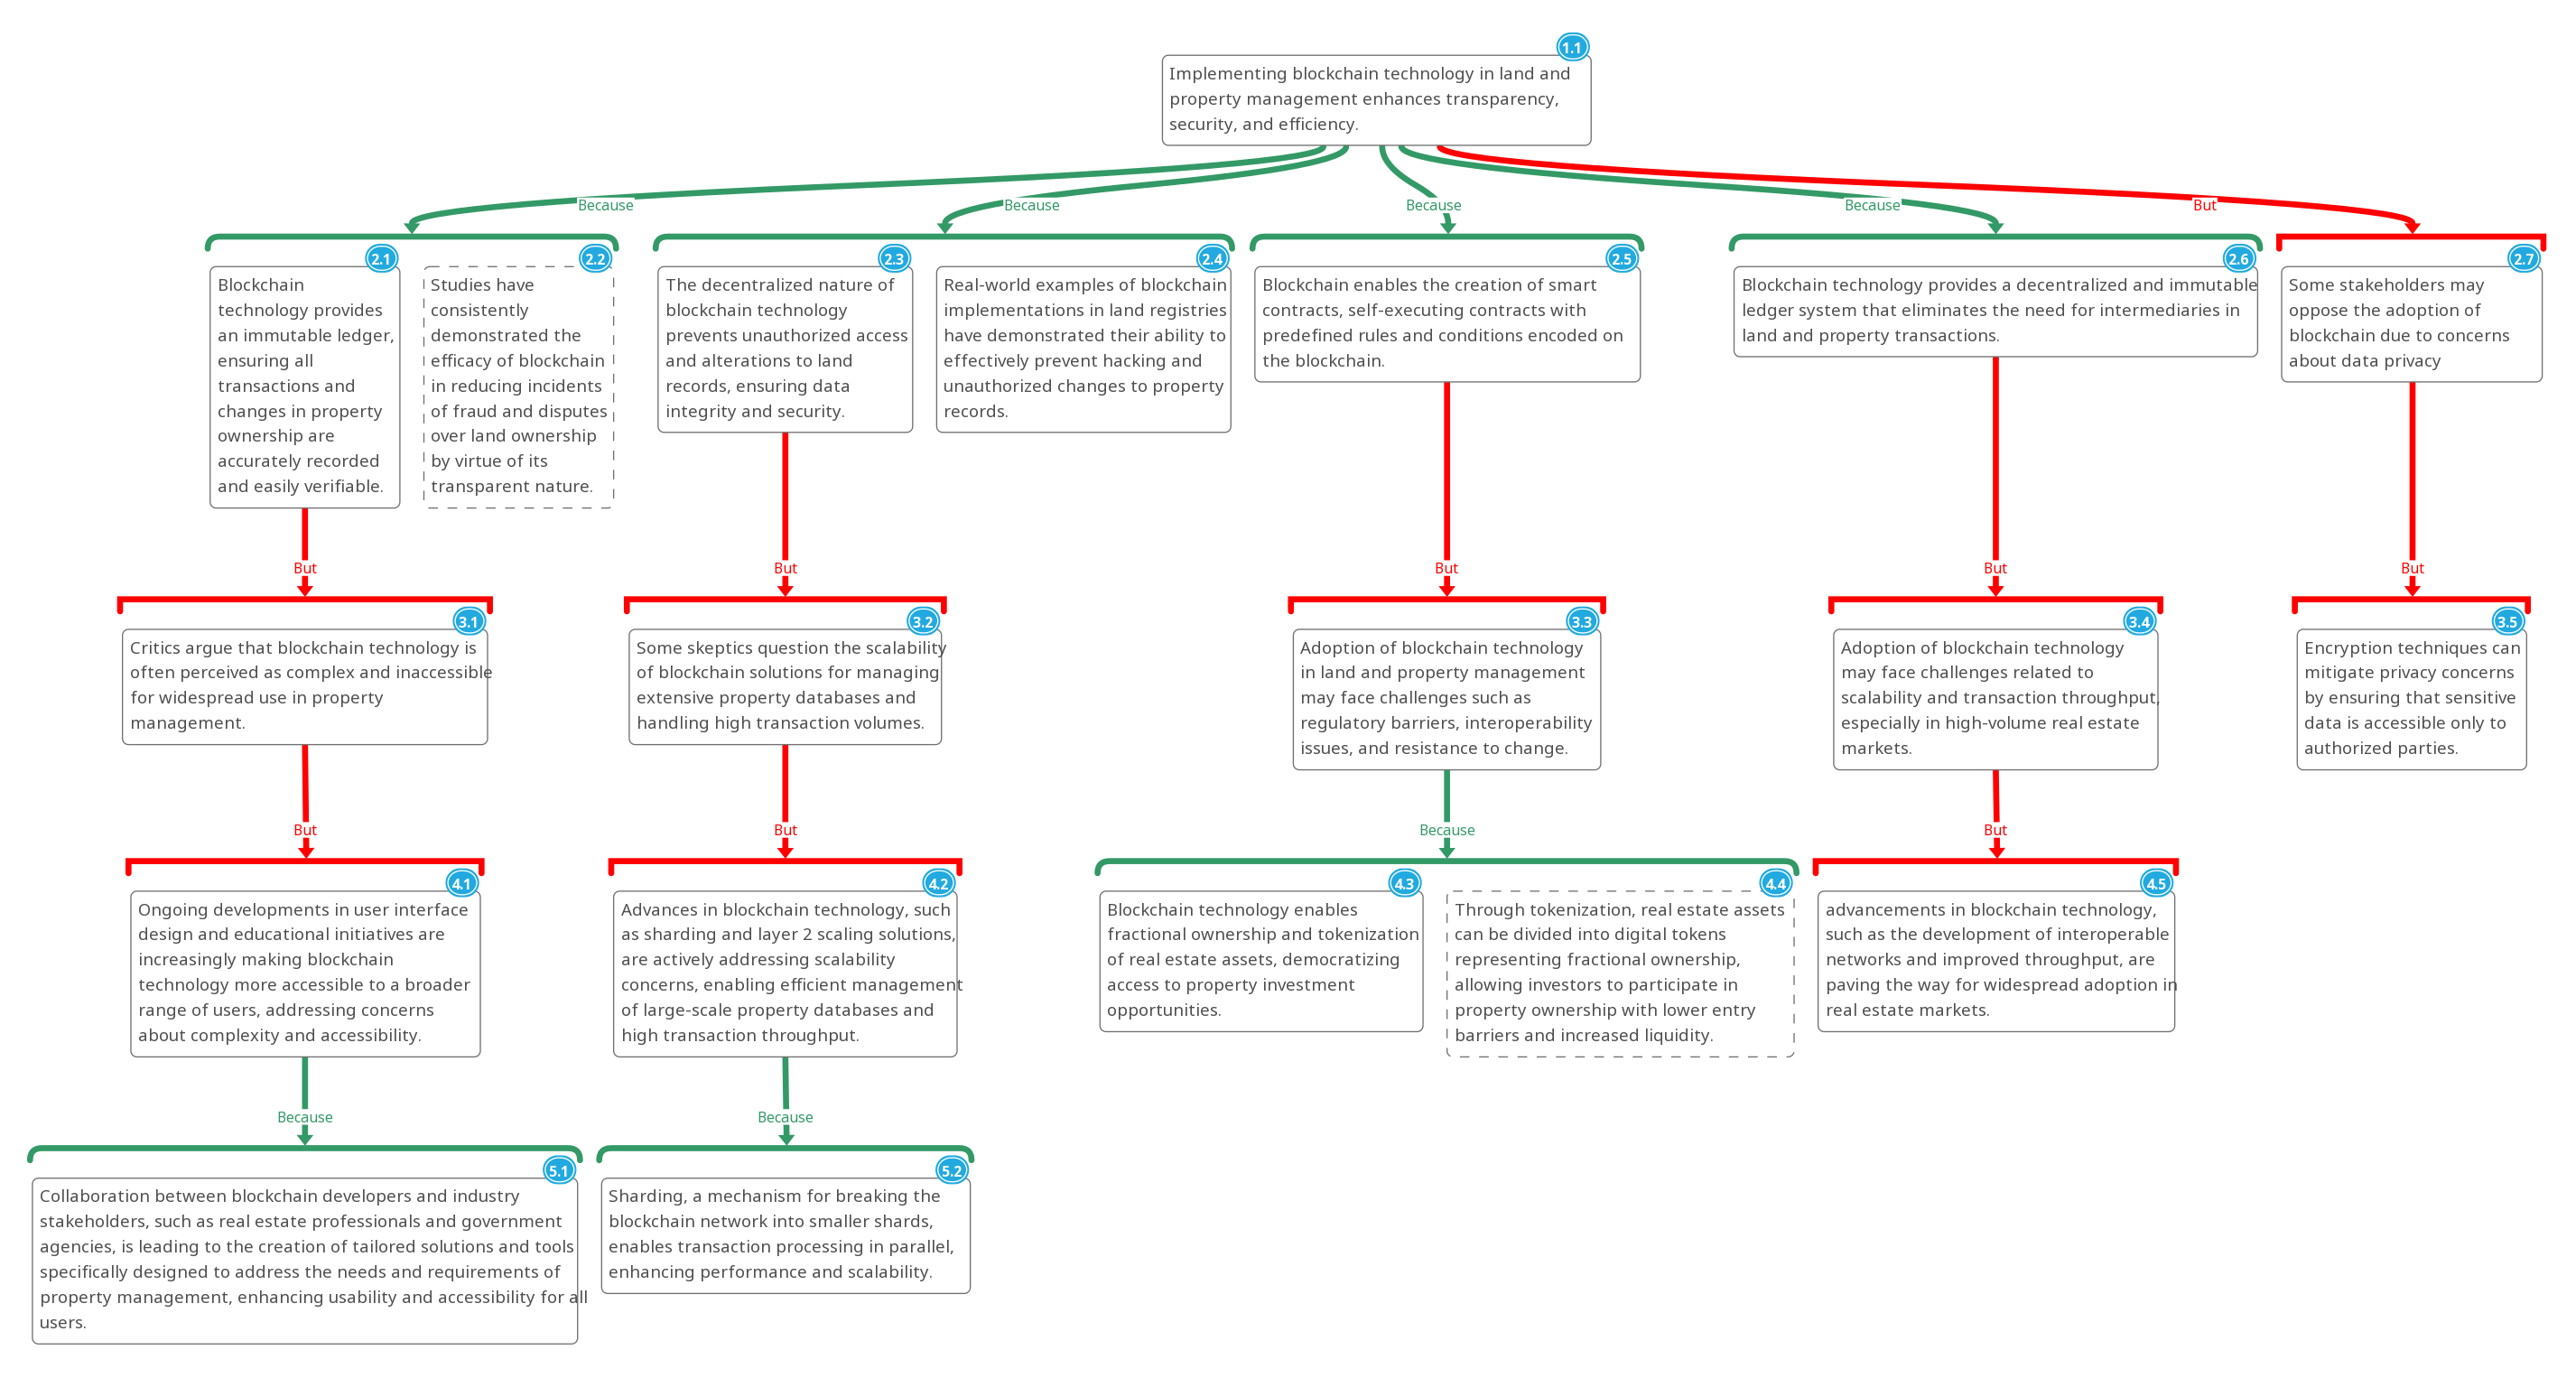 1.1
Implementing blockchain technology in land and
property management enhances transparency,
security, and efficiency.
Because
Because
Because
Because
But
2.1
Blockchain
technology provides
an immutable ledger,
ensuring all
transactions and
changes in property
ownership are
accurately recorded
and easily verifiable.
2.2
Studies have
consistently
demonstrated the
efficacy of blockchain
in reducing incidents
of fraud and disputes
over land ownership
by virtue of its
transparent nature.
2.3
The decentralized nature of
blockchain technology
prevents unauthorized access
and alterations to land
records, ensuring data
integrity and security.
2.4
Real-world examples of blockchain
implementations in land registries
have demonstrated their ability to
effectively prevent hacking and
unauthorized changes to property
records.
2.5
Blockchain enables the creation of smart
contracts, self-executing contracts with
predefined rules and conditions encoded on
the blockchain.
2.6
Blockchain technology provides a decentralized and immutable
ledger system that eliminates the need for intermediaries in
land and property transactions.
2.7
Some stakeholders may
oppose the adoption of
blockchain due to concerns
about data privacy
But
But
But
But
But
3.1
Critics argue that blockchain technology is
often perceived as complex and inaccessible
for widespread use in property
management.
3.2
Some skeptics question the scalability
of blockchain solutions for managing
extensive property databases and
handling high transaction volumes.
3.3
Adoption of blockchain technology
in land and property management
may face challenges such as
regulatory barriers, interoperability
issues, and resistance to change.
3.4
Adoption of blockchain technology
may face challenges related to
scalability and transaction throughput,
especially in high-volume real estate
markets.
3.5
Encryption techniques can
mitigate privacy concerns
by ensuring that sensitive
data is accessible only to
authorized parties.
But
But
Because
But
4.1
Ongoing developments in user interface
design and educational initiatives are
increasingly making blockchain
technology more accessible to a broader
range of users, addressing concerns
about complexity and accessibility.
4.2
Advances in blockchain technology, such
as sharding and layer 2 scaling solutions,
are actively addressing scalability
concerns, enabling efficient management
of large-scale property databases and
high transaction throughput.
4.3
Blockchain technology enables
fractional ownership and tokenization
of real estate assets, democratizing
access to property investment
opportunities.
4.4
Through tokenization, real estate assets
can be divided into digital tokens
representing fractional ownership,
allowing investors to participate in
property ownership with lower entry
barriers and increased liquidity.
4.5
advancements in blockchain technology,
such as the development of interoperable
networks and improved throughput, are
paving the way for widespread adoption in
real estate markets.
Because
Because
5.1
Collaboration between blockchain developers and industry
stakeholders, such as real estate professionals and government
agencies, is leading to the creation of tailored solutions and tools
specifically designed to address the needs and requirements of
property management, enhancing usability and accessibility for all
users.
5.2
Sharding, a mechanism for breaking the
blockchain network into smaller shards,
enables transaction processing in parallel,
enhancing performance and scalability.